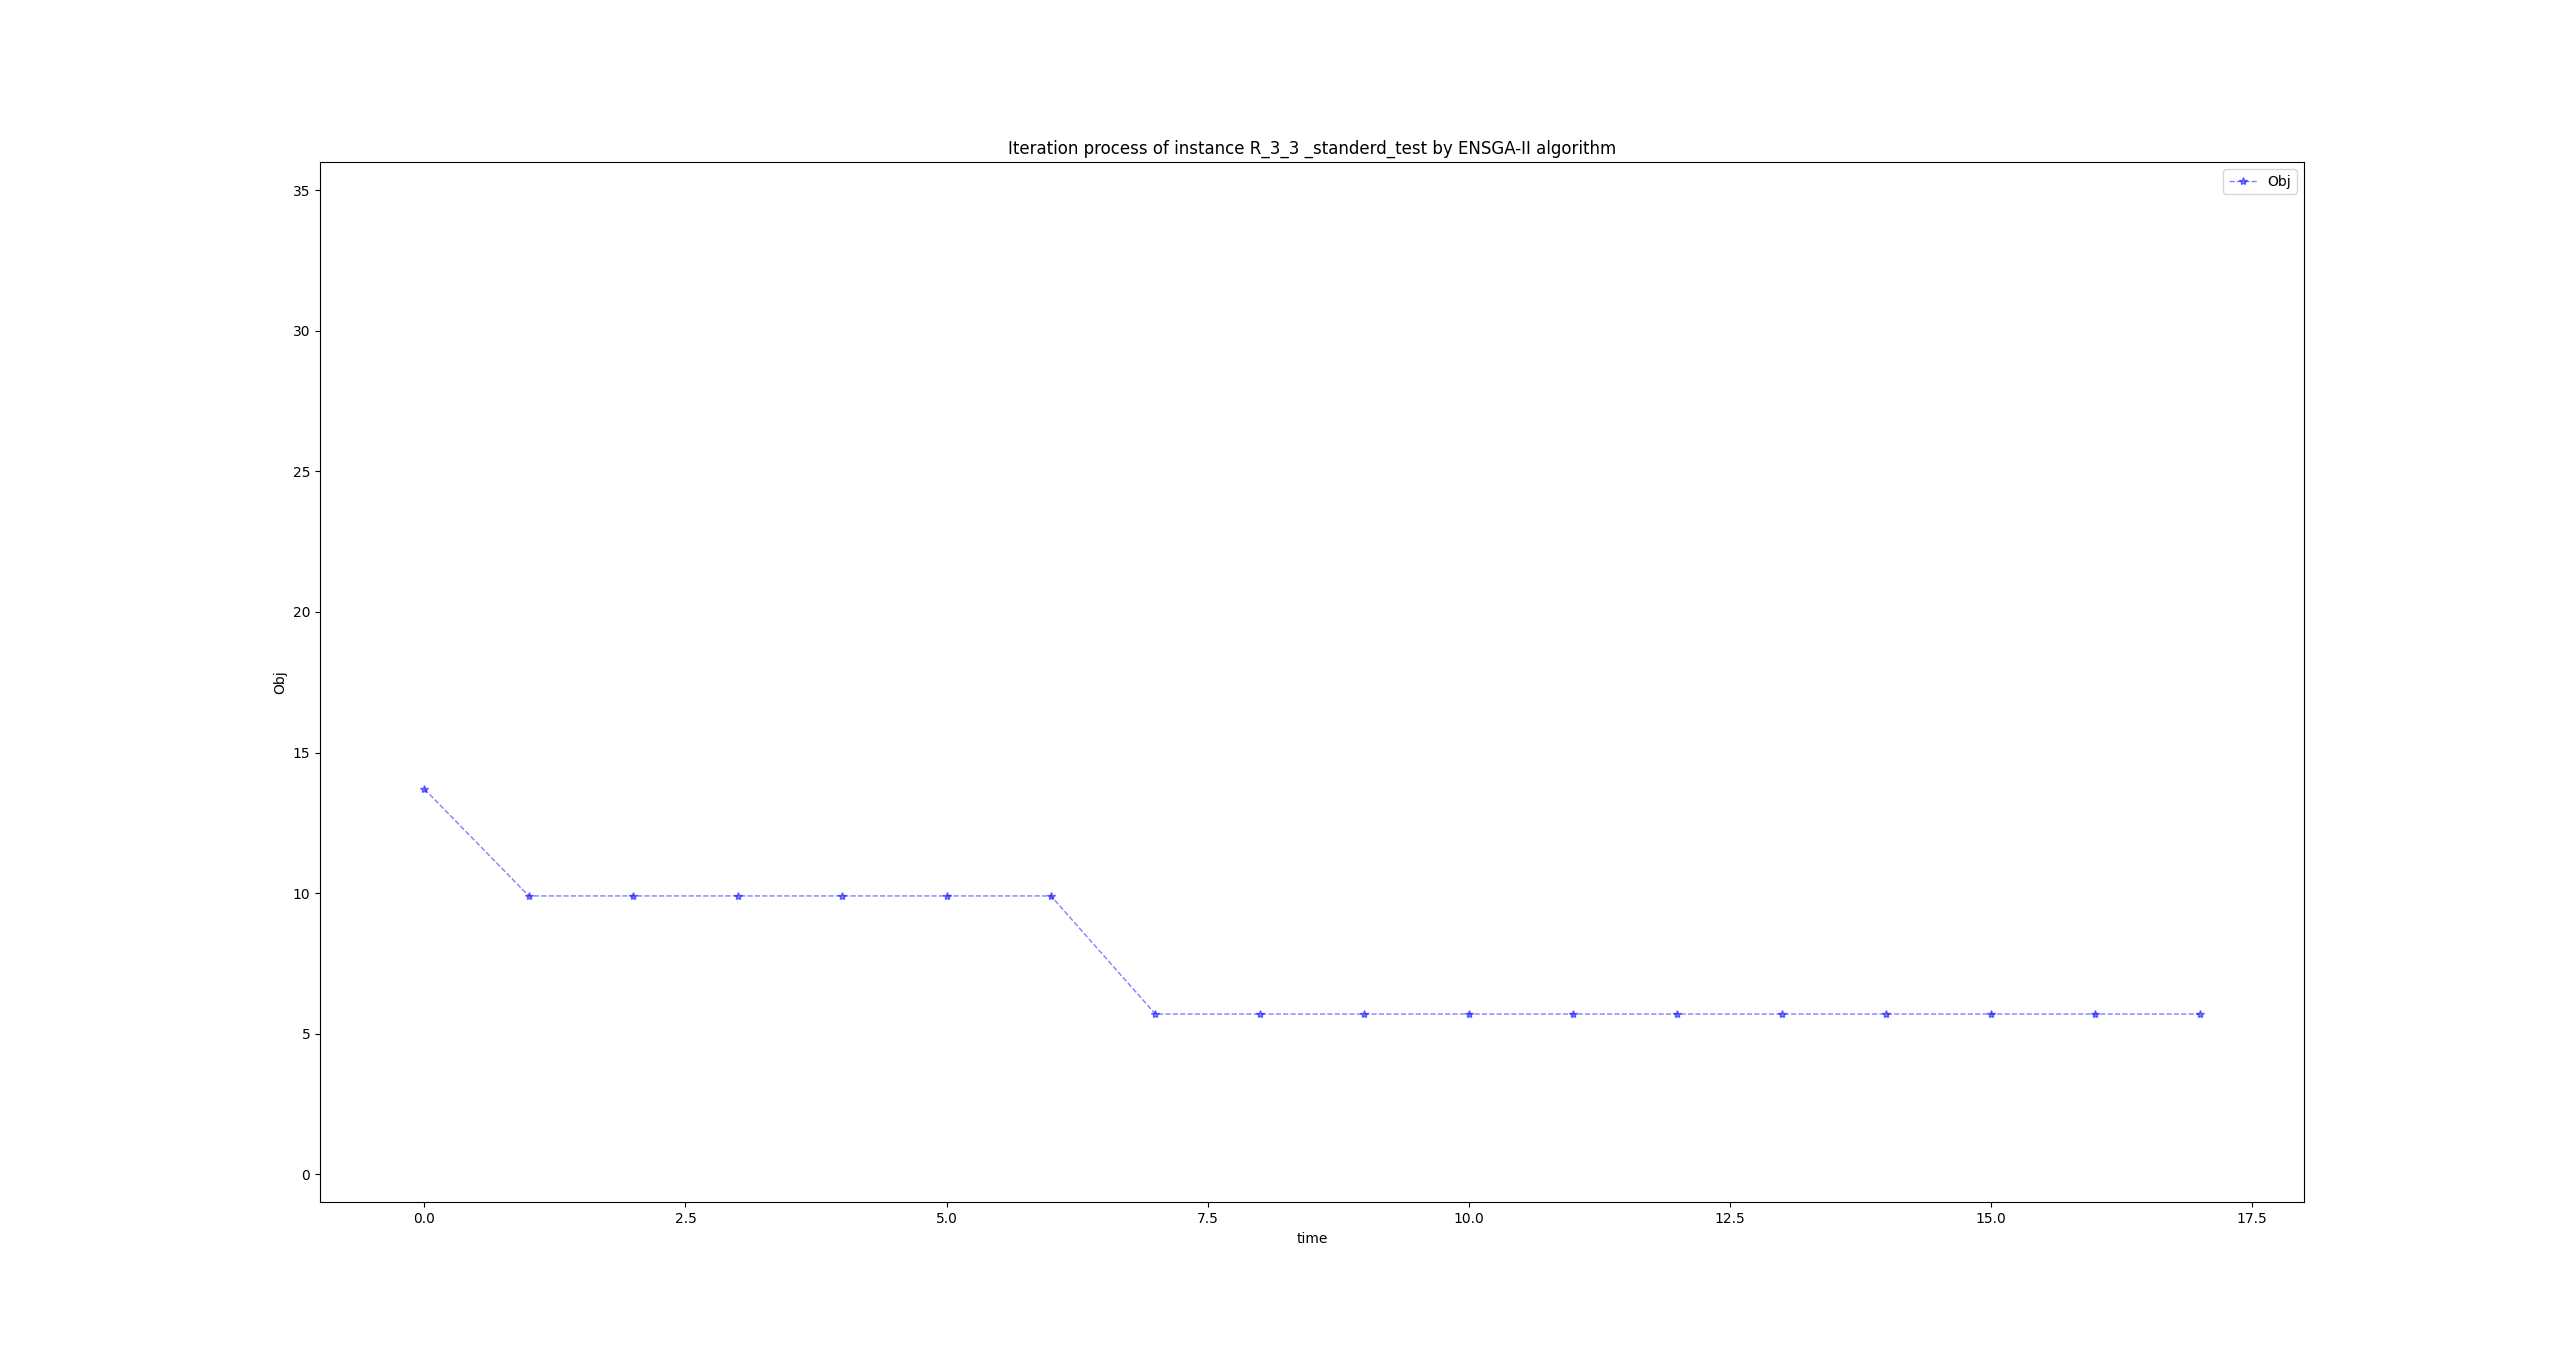 Iteration process of instance R_3_3 _standerd_test by ENSGA-II algorithm
Obj
35
30
25
20
15
10
5
0
Obj
0.0 2.5 5.0 7.5 10.0 12.5 15.0 17.5
time